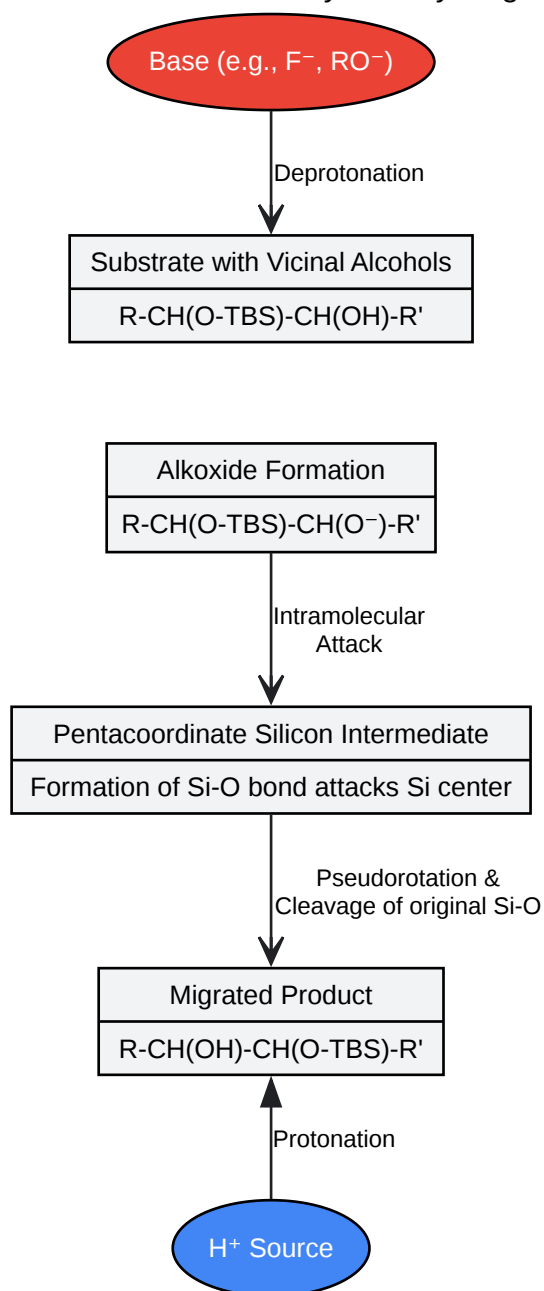 Base (e.g., F⁻, RO⁻)
Deprotonation
Substrate with Vicinal Alcohols
R-CH(O-TBS)-CH(OH)-R'
Alkoxide Formation
R-CH(O-TBS)-CH(O⁻)-R'
Intramolecular
Attack
Pentacoordinate Silicon Intermediate
Formation of Si-O bond attacks Si center
Pseudorotation &
Cleavage of original Si-O
Migrated Product
R-CH(OH)-CH(O-TBS)-R'
Protonation
H⁺ Source